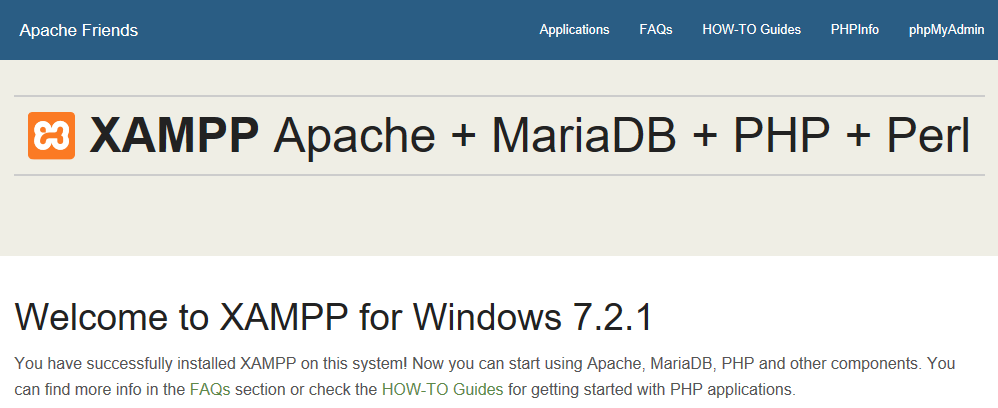 Apache Friends Applications FAQs HOW-TO Guides PHPInfo phpMyAdmin
XAMPP Apache + MariaDB + PHP + Perl
Welcome to XAMPP for Windows 7.2.1
You have successfully installed XAMPP on this system! Now you can start using Apache, MariaDB, PHP and other components. You
can find more info in the FAQs section or check the HOW-TO Guides for getting started with PHP applications.